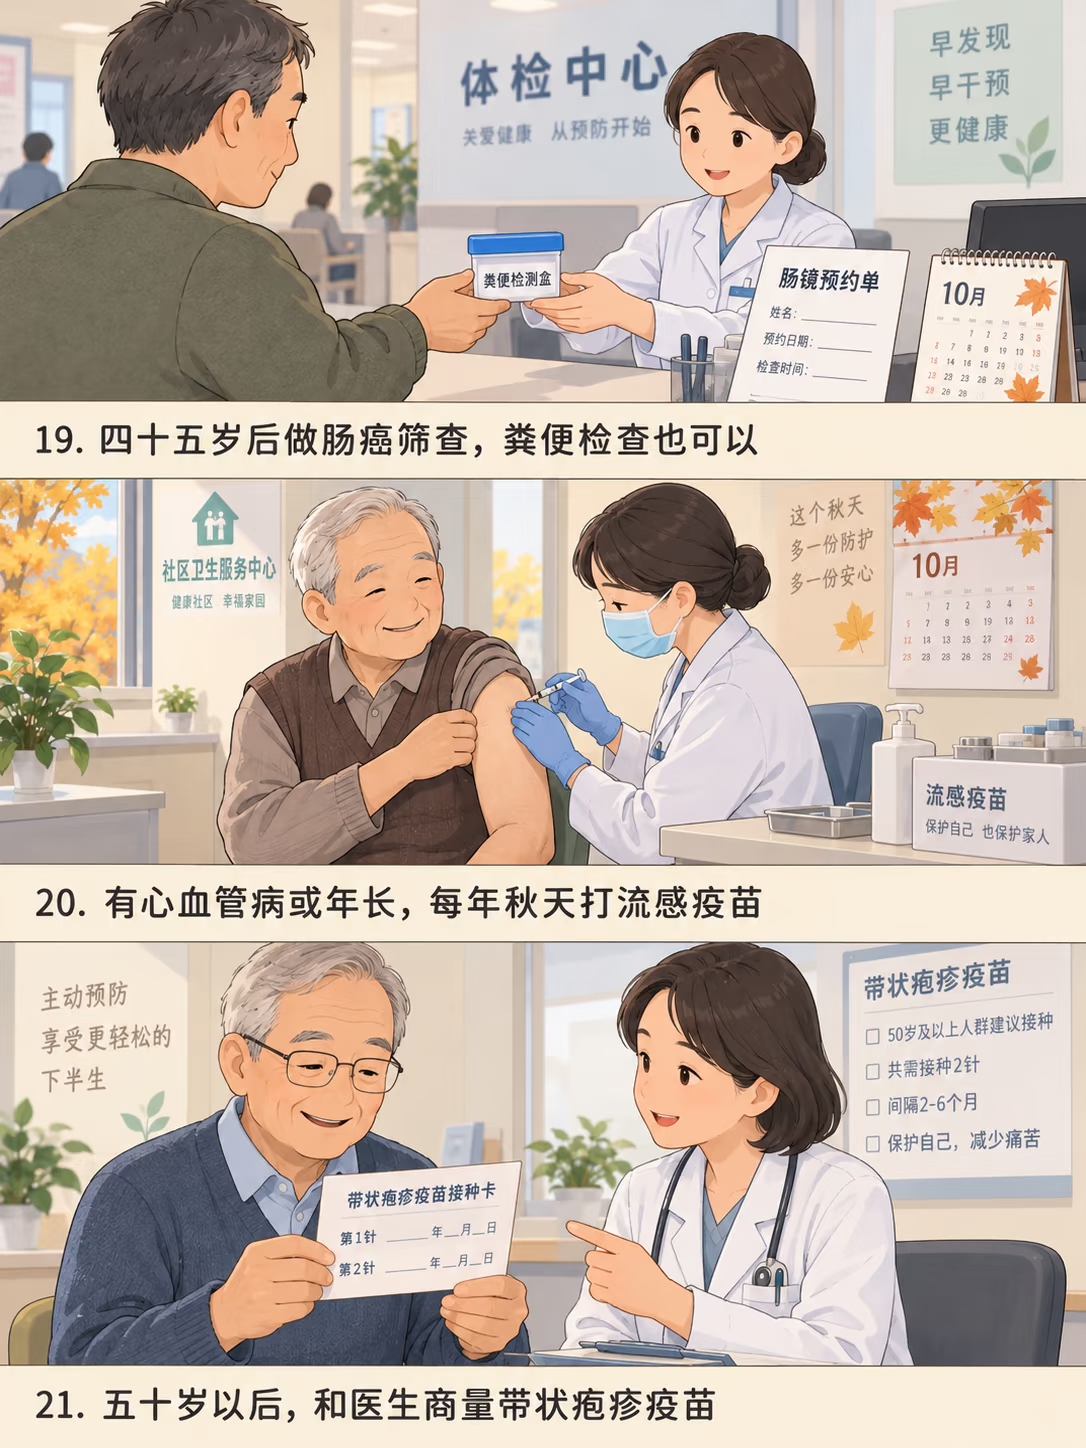 体检中心
关爱健康 从预防开始
早发现
早干预
更健康
粪便检测盒
肠镜预约单
姓名：
预约日期：
检查时间：
10月
19. 四十五岁后做肠癌筛查，粪便检查也可以
社区卫生服务中心
健康社区 幸福家园
这个秋天
多一份防护
多一份安心
10月
流感疫苗
保护自己 也保护家人
20. 有心血管病或年长，每年秋天打流感疫苗
主动预防
享受更轻松的
下半生
带状疱疹疫苗接种卡
第1针 年 月 日
第2针 年 月 日
带状疱疹疫苗
50岁及以上人群建议接种
共需接种2针
间隔2-6个月
保护自己，减少痛苦
21. 五十岁以后，和医生商量带状疱疹疫苗